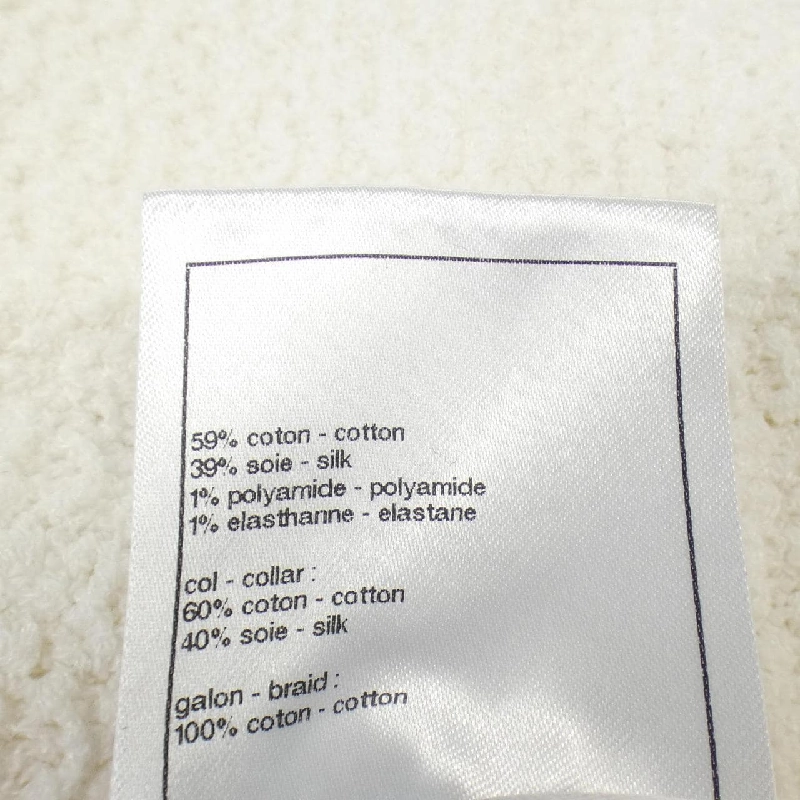 59% coton - cotton
39% soie - silk
1% polyamide - polyamide
1% elasthanne - elastane
col - collar :
60% coton - cotton
40% soie - silk
galon - braid :
100% coton - cotton